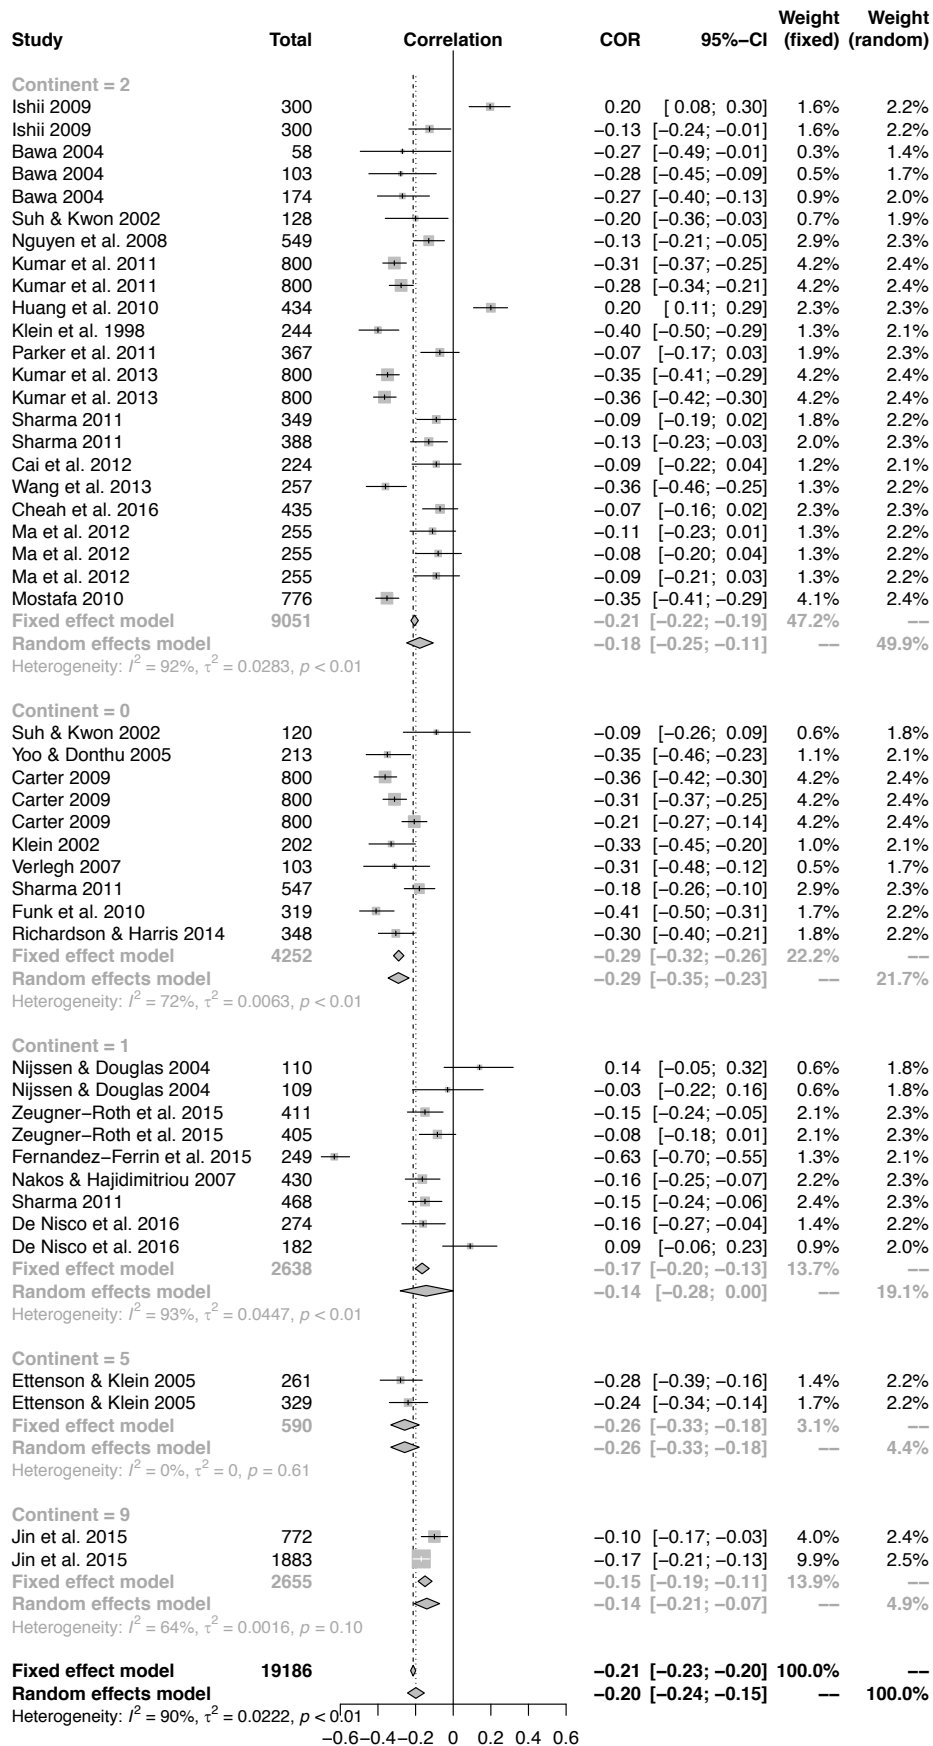 Weight Weight
Study Total Correlation COR 95%−CI (fixed) (random)
Continent = 2
Ishii 2009 300 0.20 [ 0.08; 0.30] 1.6% 2.2%
Ishii 2009 300 −0.13 [−0.24; −0.01] 1.6% 2.2%
Bawa 2004 58 −0.27 [−0.49; −0.01] 0.3% 1.4%
Bawa 2004 103 −0.28 [−0.45; −0.09] 0.5% 1.7%
Bawa 2004 174 −0.27 [−0.40; −0.13] 0.9% 2.0%
Suh & Kwon 2002 128 −0.20 [−0.36; −0.03] 0.7% 1.9%
Nguyen et al. 2008 549 −0.13 [−0.21; −0.05] 2.9% 2.3%
Kumar et al. 2011 800 −0.31 [−0.37; −0.25] 4.2% 2.4%
Kumar et al. 2011 800 −0.28 [−0.34; −0.21] 4.2% 2.4%
Huang et al. 2010 434 0.20 [ 0.11; 0.29] 2.3% 2.3%
Klein et al. 1998 244 −0.40 [−0.50; −0.29] 1.3% 2.1%
Parker et al. 2011 367 −0.07 [−0.17; 0.03] 1.9% 2.3%
Kumar et al. 2013 800 −0.35 [−0.41; −0.29] 4.2% 2.4%
Kumar et al. 2013 800 −0.36 [−0.42; −0.30] 4.2% 2.4%
Sharma 2011 349 −0.09 [−0.19; 0.02] 1.8% 2.2%
Sharma 2011 388 −0.13 [−0.23; −0.03] 2.0% 2.3%
Cai et al. 2012 224 −0.09 [−0.22; 0.04] 1.2% 2.1%
Wang et al. 2013 257 −0.36 [−0.46; −0.25] 1.3% 2.2%
Cheah et al. 2016 435 −0.07 [−0.16; 0.02] 2.3% 2.3%
Ma et al. 2012 255 −0.11 [−0.23; 0.01] 1.3% 2.2%
Ma et al. 2012 255 −0.08 [−0.20; 0.04] 1.3% 2.2%
Ma et al. 2012 255 −0.09 [−0.21; 0.03] 1.3% 2.2%
Mostafa 2010 776 −0.35 [−0.41; −0.29] 4.1% 2.4%
Fixed effect model 9051 −0.21 [−0.22; −0.19] 47.2% −−
Random effects model −0.18 [−0.25; −0.11] −− 49.9%
Heterogeneity: I² = 92%, τ² = 0.0283, p < 0.01
Continent = 0
Suh & Kwon 2002 120 −0.09 [−0.26; 0.09] 0.6% 1.8%
Yoo & Donthu 2005 213 −0.35 [−0.46; −0.23] 1.1% 2.1%
Carter 2009 800 −0.36 [−0.42; −0.30] 4.2% 2.4%
Carter 2009 800 −0.31 [−0.37; −0.25] 4.2% 2.4%
Carter 2009 800 −0.21 [−0.27; −0.14] 4.2% 2.4%
Klein 2002 202 −0.33 [−0.45; −0.20] 1.0% 2.1%
Verlegh 2007 103 −0.31 [−0.48; −0.12] 0.5% 1.7%
Sharma 2011 547 −0.18 [−0.26; −0.10] 2.9% 2.3%
Funk et al. 2010 319 −0.41 [−0.50; −0.31] 1.7% 2.2%
Richardson & Harris 2014 348 −0.30 [−0.40; −0.21] 1.8% 2.2%
Fixed effect model 4252 −0.29 [−0.32; −0.26] 22.2% −−
Random effects model −0.29 [−0.35; −0.23] −− 21.7%
Heterogeneity: I² = 72%, τ² = 0.0063, p < 0.01
Continent = 1
Nijssen & Douglas 2004 110 0.14 [−0.05; 0.32] 0.6% 1.8%
Nijssen & Douglas 2004 109 −0.03 [−0.22; 0.16] 0.6% 1.8%
Zeugner−Roth et al. 2015 411 −0.15 [−0.24; −0.05] 2.1% 2.3%
Zeugner−Roth et al. 2015 405 −0.08 [−0.18; 0.01] 2.1% 2.3%
Fernandez−Ferrin et al. 2015 249 −0.63 [−0.70; −0.55] 1.3% 2.1%
Nakos & Hajidimitriou 2007 430 −0.16 [−0.25; −0.07] 2.2% 2.3%
Sharma 2011 468 −0.15 [−0.24; −0.06] 2.4% 2.3%
De Nisco et al. 2016 274 −0.16 [−0.27; −0.04] 1.4% 2.2%
De Nisco et al. 2016 182 0.09 [−0.06; 0.23] 0.9% 2.0%
Fixed effect model 2638 −0.17 [−0.20; −0.13] 13.7% −−
Random effects model −0.14 [−0.28; 0.00] −− 19.1%
Heterogeneity: I² = 93%, τ² = 0.0447, p < 0.01
Continent = 5
Ettenson & Klein 2005 261 −0.28 [−0.39; −0.16] 1.4% 2.2%
Ettenson & Klein 2005 329 −0.24 [−0.34; −0.14] 1.7% 2.2%
Fixed effect model 590 −0.26 [−0.33; −0.18] 3.1% −−
Random effects model −0.26 [−0.33; −0.18] −− 4.4%
Heterogeneity: I² = 0%, τ² = 0, p = 0.61
Continent = 9
Jin et al. 2015 772 −0.10 [−0.17; −0.03] 4.0% 2.4%
Jin et al. 2015 1883 −0.17 [−0.21; −0.13] 9.9% 2.5%
Fixed effect model 2655 −0.15 [−0.19; −0.11] 13.9% −−
Random effects model −0.14 [−0.21; −0.07] −− 4.9%
Heterogeneity: I² = 64%, τ² = 0.0016, p = 0.10
Fixed effect model 19186 −0.21 [−0.23; −0.20] 100.0% −−
Random effects model −0.20 [−0.24; −0.15] −− 100.0%
Heterogeneity: I² = 90%, τ² = 0.0222, p < 0.01
−0.6 −0.4 −0.2 0 0.2 0.4 0.6